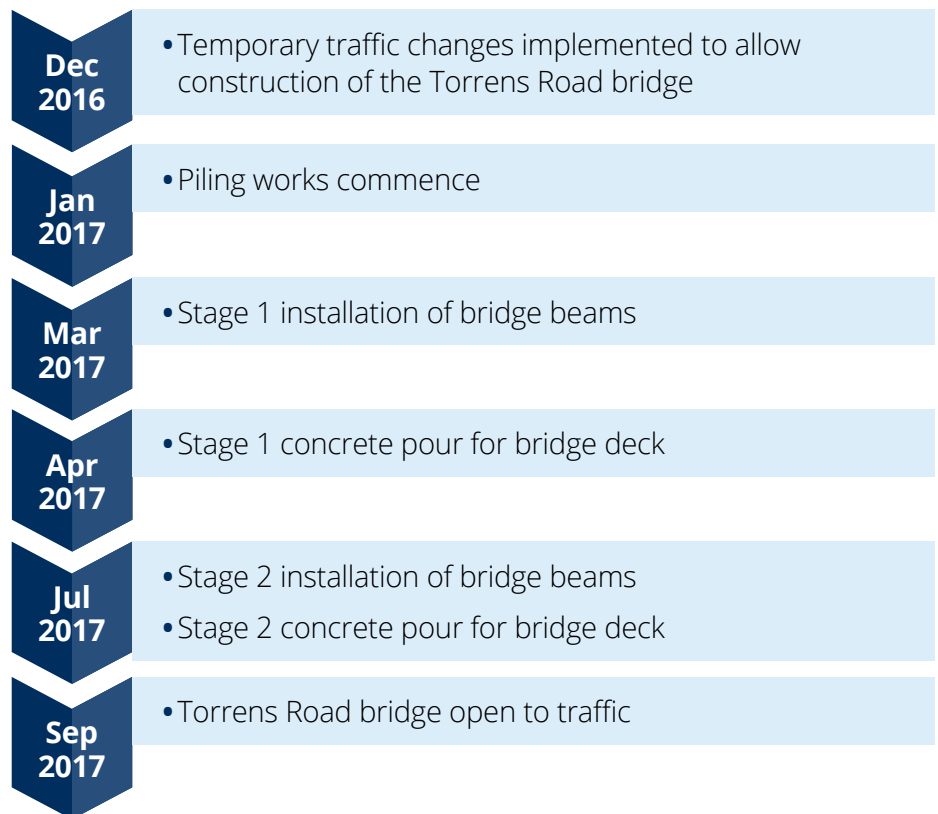 Dec
2016
•Temporary traffic changes implemented to allow
construction of the Torrens Road bridge
Jan
2017
•Piling works commence
Mar
2017
•Stage 1 installation of bridge beams
Apr
2017
•Stage 1 concrete pour for bridge deck
Jul
2017
•Stage 2 installation of bridge beams
•Stage 2 concrete pour for bridge deck
Sep
2017
•Torrens Road bridge open to traffic